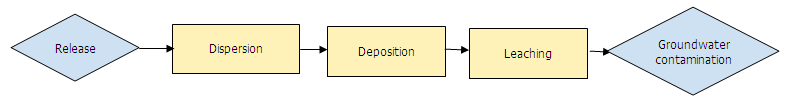 Release
Dispersion
Deposition
Leaching
Groundwater
contamination